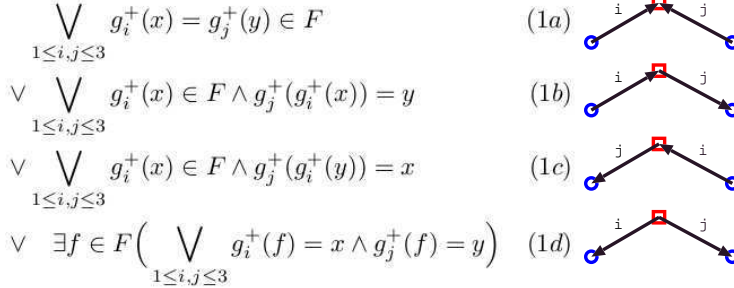 ⋁_{1≤i,j≤3} g_i^+(x) = g_j^+(y) ∈ F (1a) i j
∨ ⋁_{1≤i,j≤3} g_i^+(x) ∈ F ∧ g_j^+(g_i^+(x)) = y (1b) i j
∨ ⋁_{1≤i,j≤3} g_i^+(x) ∈ F ∧ g_j^+(g_i^+(y)) = x (1c) j i
∨ ∃f ∈ F(⋁_{1≤i,j≤3} g_i^+(f) = x ∧ g_j^+(f) = y) (1d) i j